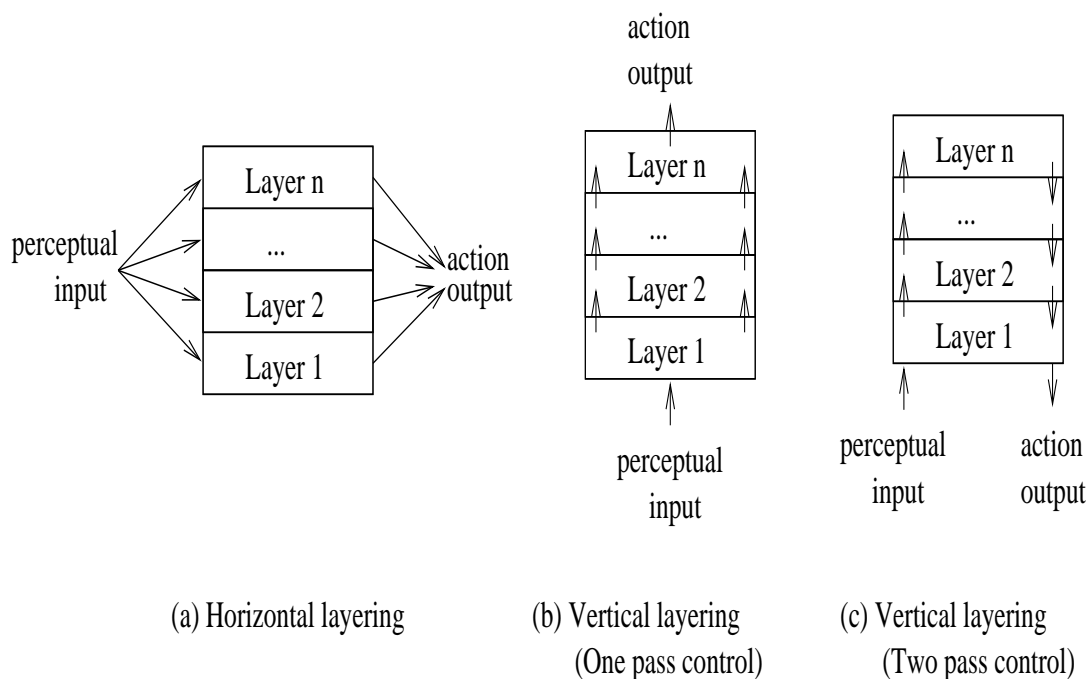 action
output
Layer n
...
Layer 2
Layer 1
perceptual
input
action
output
Layer n
...
Layer 2
Layer 1
perceptual
input
Layer n
...
Layer 2
Layer 1
perceptual
input
action
output
(a) Horizontal layering
(b) Vertical layering
(One pass control)
(c) Vertical layering
(Two pass control)